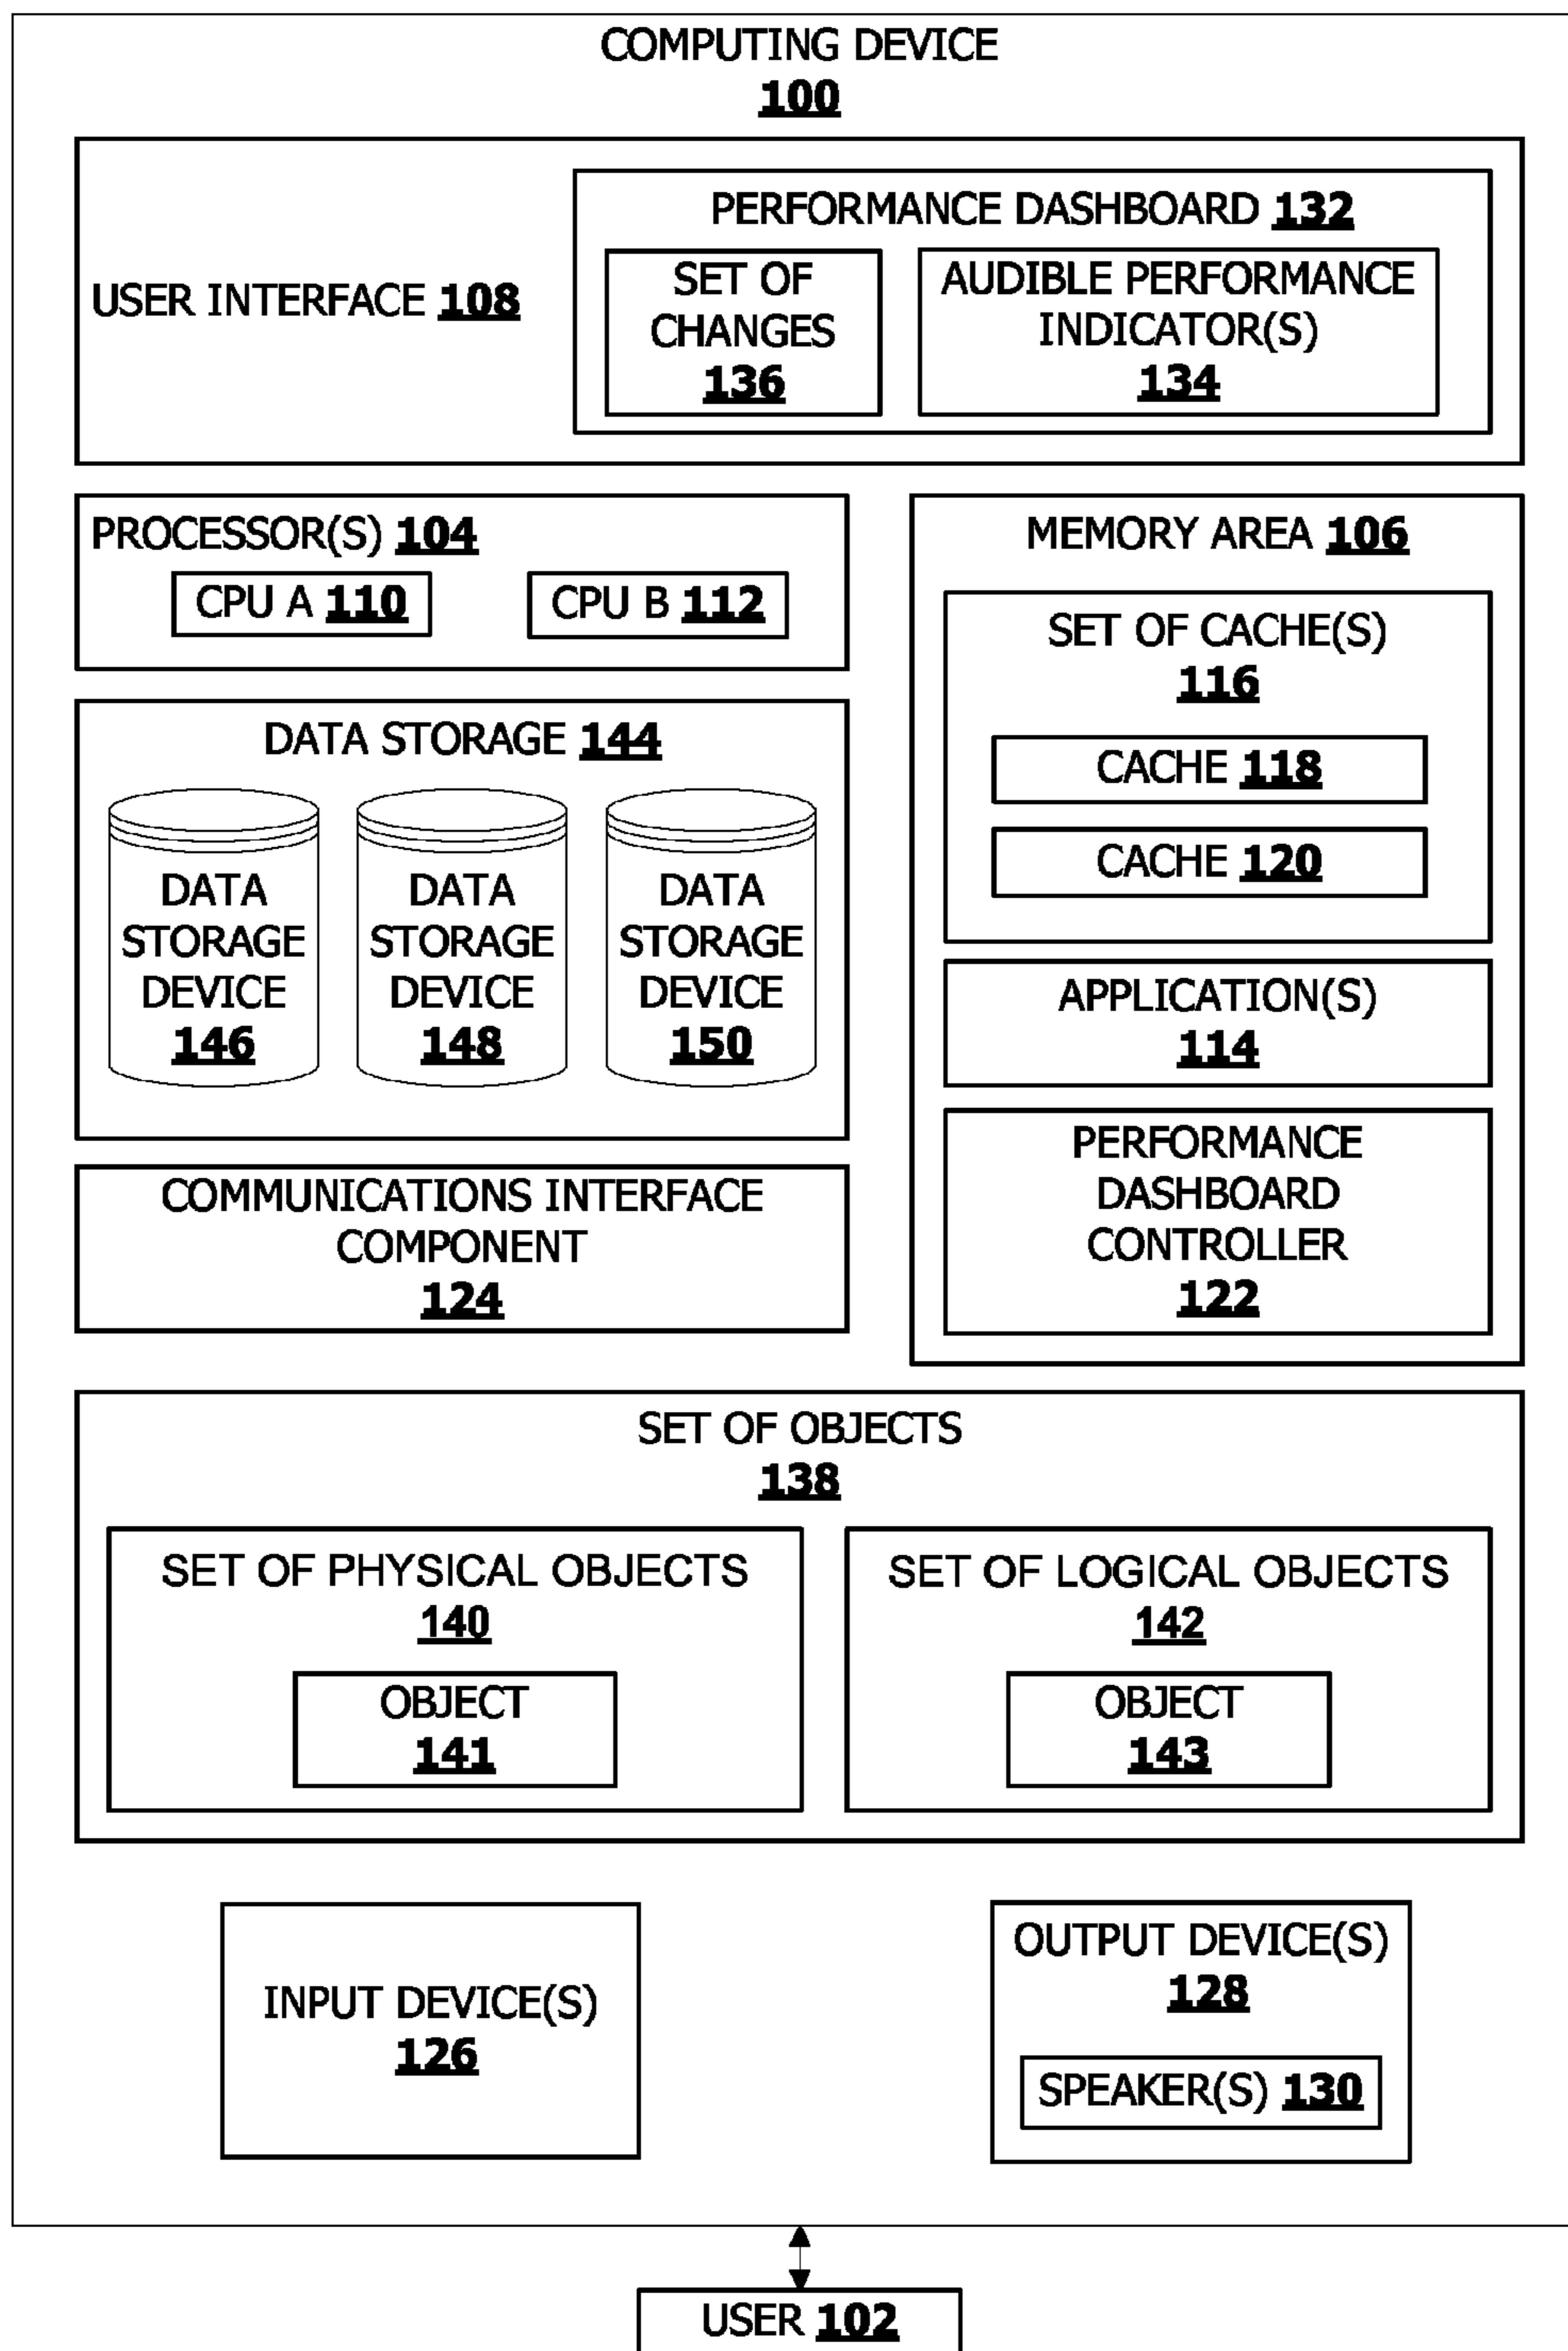 COMPUTING DEVICE
100
PERFORMANCE DASHBOARD 132
USER INTERFACE 108
SET OF
CHANGES
136
AUDIBLE PERFORMANCE
INDICATOR(S)
134
PROCESSOR(S) 104
CPU A 110
CPU B 112
DATA STORAGE 144
DATA
STORAGE
DEVICE
146
DATA
STORAGE
DEVICE
148
DATA
STORAGE
DEVICE
150
COMMUNICATIONS INTERFACE
COMPONENT
124
MEMORY AREA 106
SET OF CACHE(S)
116
CACHE 118
CACHE 120
APPLICATION(S)
114
PERFORMANCE
DASHBOARD
CONTROLLER
122
SET OF OBJECTS
138
SET OF PHYSICAL OBJECTS
140
OBJECT
141
SET OF LOGICAL OBJECTS
142
OBJECT
143
INPUT DEVICE(S)
126
OUTPUT DEVICE(S)
128
SPEAKER(S) 130
USER 102